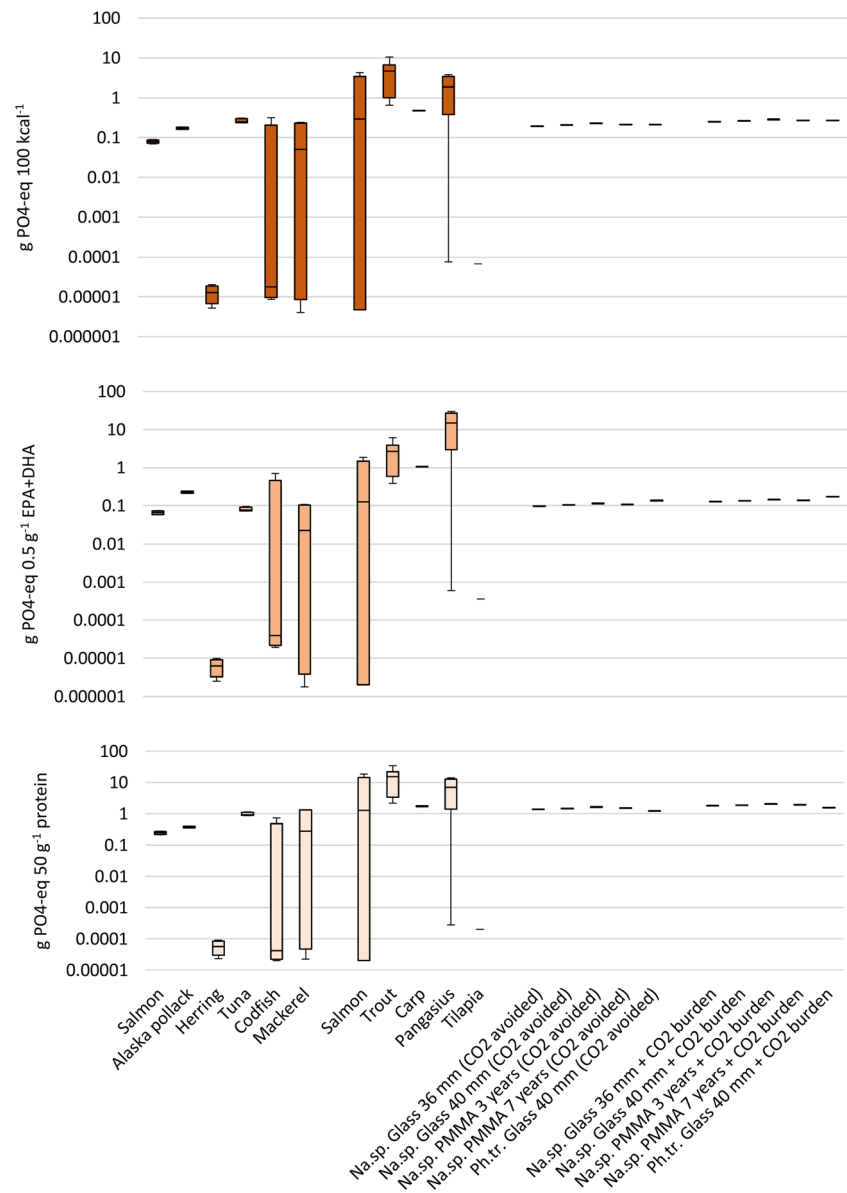 100
10
1
0.1
0.01
0.001
0.0001
0.00001
0.000001
g PO4-eq 100 kcal⁻¹
100
10
1
0.1
0.01
0.001
0.0001
0.00001
0.000001
g PO4-eq 0.5 g⁻¹ EPA+DHA
100
10
1
0.1
0.01
0.001
0.0001
0.00001
g PO4-eq 50 g⁻¹ protein
Salmon
Alaska pollack
Herring
Tuna
Codfish
Mackerel
Salmon
Trout
Carp
Pangasius
Tilapia
Na.sp. Glass 36 mm (CO2 avoided)
Na.sp. Glass 40 mm (CO2 avoided)
Na.sp. PMMA 3 years (CO2 avoided)
Na.sp. PMMA 7 years (CO2 avoided)
Ph.tr. Glass 40 mm (CO2 avoided)
Na.sp. Glass 36 mm + CO2 burden
Na.sp. Glass 40 mm + CO2 burden
Na.sp. PMMA 3 years + CO2 burden
Na.sp. PMMA 7 years + CO2 burden
Ph.tr. Glass 40 mm + CO2 burden